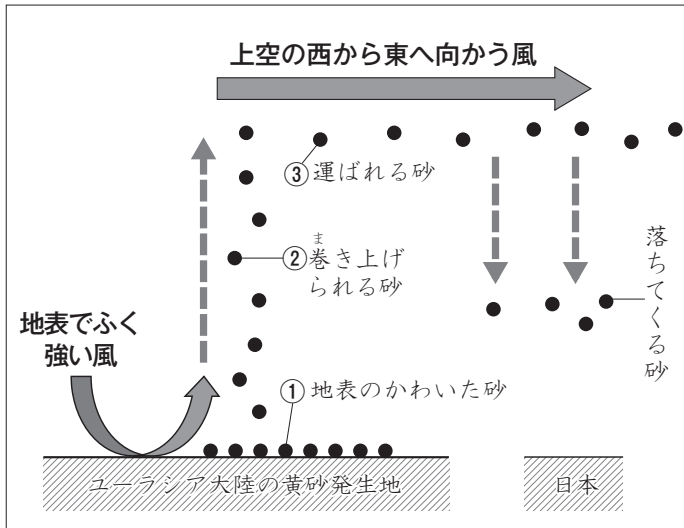 上空の西から東へ向かう風
③運ばれる砂
ま
②巻き上げ
られる砂
落ちてくる砂
地表でふく
強い風
①地表のかわいた砂
ユーラシア大陸の黄砂発生地
日本